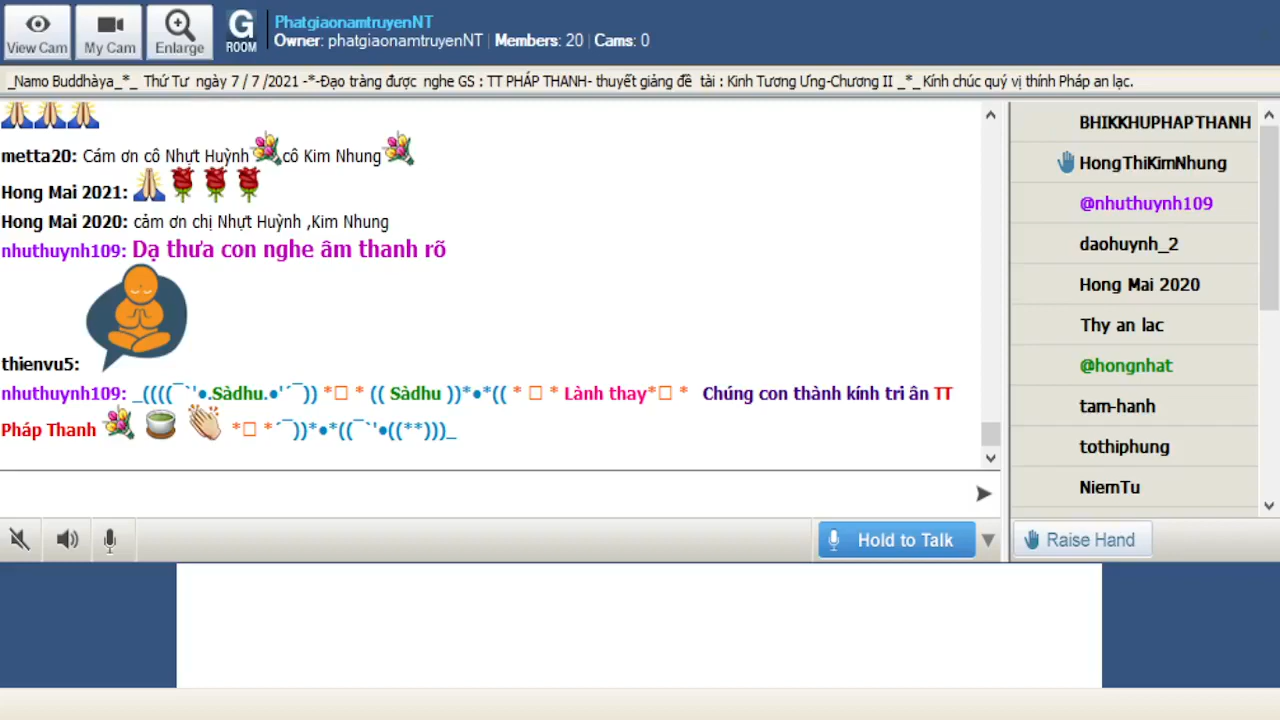 View Cam
My Cam
Enlarge
G
ROOM
PhatgiaonamtruyenNT
Owner: phatgiaonamtruyenNT | Members: 20 | Cams: 0
_Namo Buddhàya_*_ Thứ Tư ngày 7 / 7 /2021 -*-Đạo tràng được nghe GS : TT PHÁP THANH- thuyết giảng đề tài : Kinh Tương Ưng-Chương II _*_ Kính chúc quý vị thính Pháp an lạc.
metta20: Cám ơn cô Nhựt Huỳnh cô Kim Nhung
Hong Mai 2021:
Hong Mai 2020: cảm ơn chị Nhựt Huỳnh ,Kim Nhung
nhuthuynh109: Dạ thưa con nghe âm thanh rõ
thienvu5:
nhuthuynh109: _((((¯`'•.Sàdhu.•'´¯)) *□ * (( Sàdhu ))*•*(( * □ * Lành thay*□ * Chúng con thành kính tri ân TT
Pháp Thanh *□ *´¯))*•*((¯`'•((**)))_
BHIKKHUPHAPTHANH
HongThiKimNhung
@nhuthuynh109
daohuynh_2
Hong Mai 2020
Thy an lac
@hongnhat
tam-hanh
tothiphung
NiemTu
Hold to Talk
Raise Hand